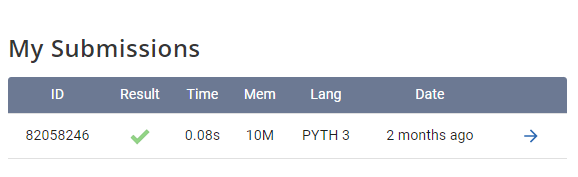 My Submissions
ID Result Time Mem Lang Date
82058246 0.08s 10M PYTH 3 2 months ago